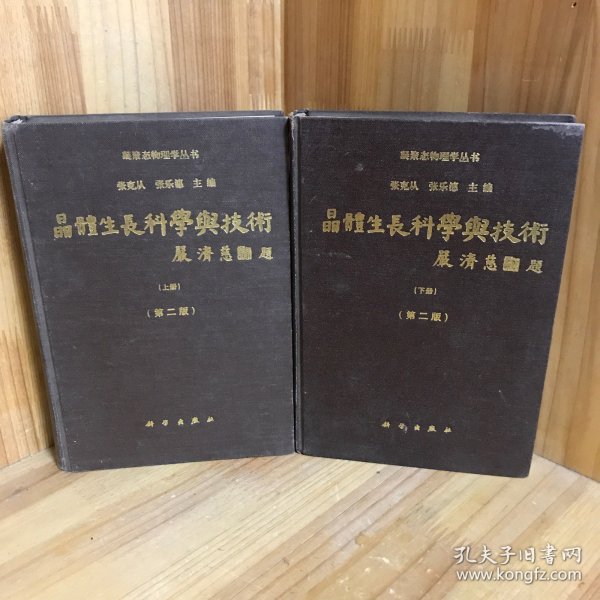 凝聚态物理学丛书
张克从 张乐潓 主编
晶體生長科學與技術
嚴濟慈 題
(上册)
(第二版)
科学出版社
凝聚态物理学丛书
张克从 张乐潓 主编
晶體生長科學與技術
嚴濟慈 題
(下册)
(第二版)
科学出版社
孔夫子旧书网
www.kongfz.com